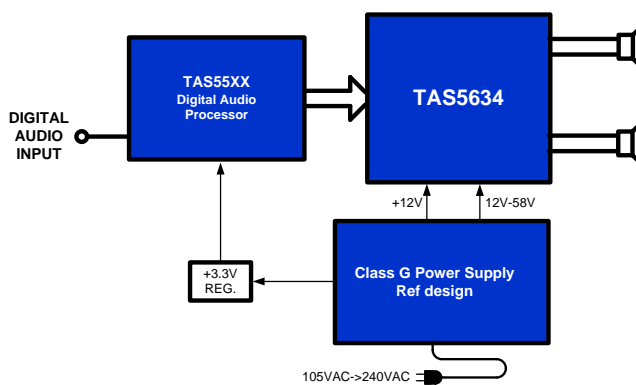 TAS55XX
Digital Audio
Processor
TAS5634
DIGITAL
AUDIO
INPUT
+12V
12V-58V
+3.3V
REG.
Class G Power Supply
Ref design
105VAC->240VAC